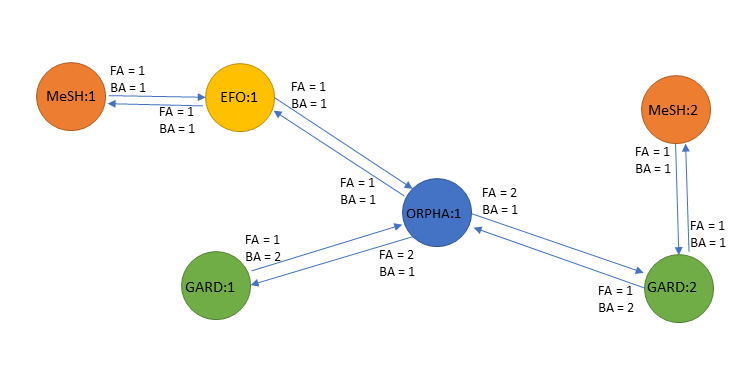 MeSH:1
FA = 1
BA = 1
EFO:1
FA = 1
BA = 1
FA = 1
BA = 1
MeSH:2
FA = 1
BA = 1
FA = 1
BA = 1
ORPHA:1
FA = 2
BA = 1
FA = 1
BA = 1
FA = 1
BA = 2
FA = 2
BA = 1
GARD:1
GARD:2
FA = 1
BA = 2